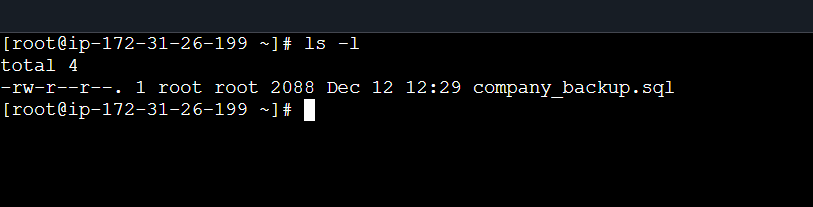 [root@ip-172-31-26-199 ~]# ls -l
total 4
-rw-r--r--. 1 root root 2088 Dec 12 12:29 company_backup.sql
[root@ip-172-31-26-199 ~]#